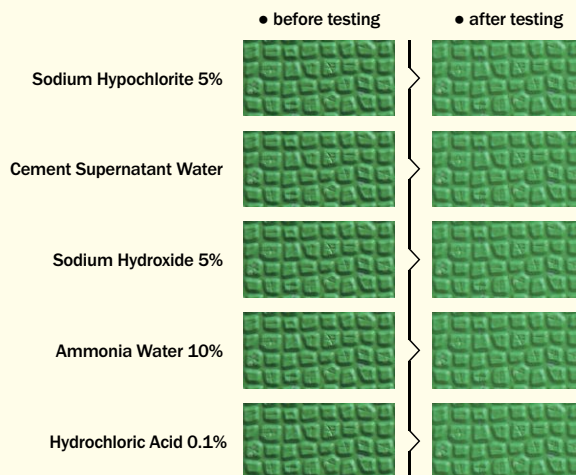 ● before testing
● after testing
Sodium Hypochlorite 5%
Cement Supernatant Water
Sodium Hydroxide 5%
Ammonia Water 10%
Hydrochloric Acid 0.1%